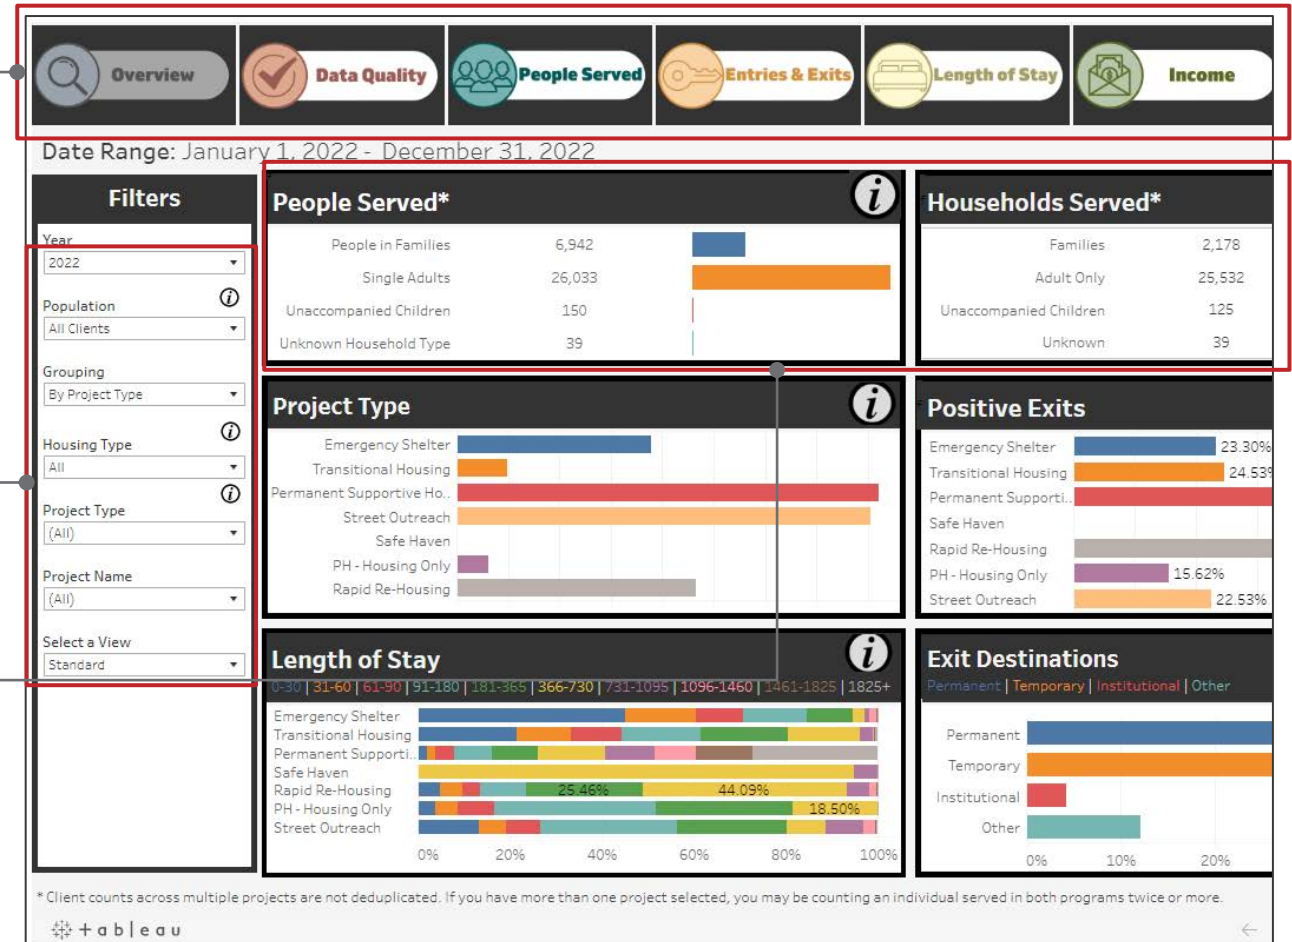 Overview
Data Quality
People Served
Entries & Exits
Length of Stay
Income
Date Range: January 1, 2022 - December 31, 2022
Filters
Year
2022
Population
All Clients
Grouping
By Project Type
Housing Type
All
Project Type
(All)
Project Name
(All)
Select a View
Standard
People Served*
i
People in Families 6,942
Single Adults 26,033
Unaccompanied Children 150
Unknown Household Type 39
Households Served*
Families 2,178
Adult Only 25,532
Unaccompanied Children 125
Unknown 39
Project Type
i
Emergency Shelter
Transitional Housing
Permanent Supportive Ho..
Street Outreach
Safe Haven
PH - Housing Only
Rapid Re-Housing
Positive Exits
Emergency Shelter 23.30%
Transitional Housing 24.53%
Permanent Supporti..
Safe Haven
Rapid Re-Housing
PH - Housing Only 15.62%
Street Outreach 22.53%
Length of Stay
i
0-30 | 31-60 | 61-90 | 91-180 | 181-365 | 366-730 | 731-1095 | 1096-1460 | 1461-1825 | 1825+
Emergency Shelter
Transitional Housing
Permanent Supporti..
Safe Haven
Rapid Re-Housing 25.46% 44.09%
PH - Housing Only 18.50%
Street Outreach
0% 20% 40% 60% 80% 100%
Exit Destinations
Permanent | Temporary | Institutional | Other
Permanent
Temporary
Institutional
Other
0% 10% 20%
* Client counts across multiple projects are not deduplicated. If you have more than one project selected, you may be counting an individual served in both programs twice or more.
+ a b | e a u